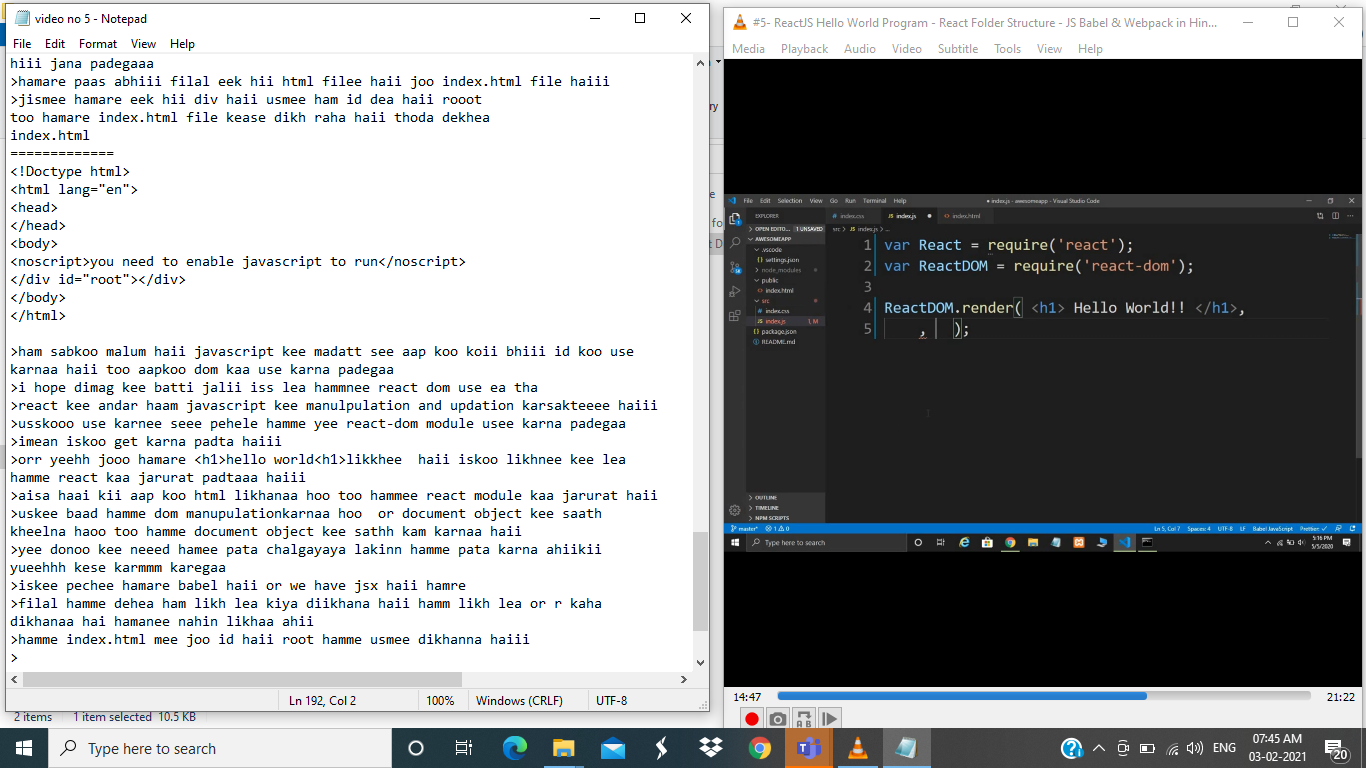 video no 5 - Notepad
File Edit Format View Help
hiii jana padegaaa
>hamare paas abhiii filal eek hii html filee haii joo index.html file haiii
>jismee hamare eek hii div haii usmee ham id dea haii rooot
too hamare index.html file kease dikh raha haii thoda dekhea
index.html
=============
<!Doctype html>
<html lang="en">
<head>
</head>
<body>
<noscript>you need to enable javascript to run</noscript>
</div id="root"></div>
</body>
</html>
>ham sabkoo malum haii javascript kee madatt see aap koo koii bhiii id koo use
karnaa haii too aapkoo dom kaa use karna padegaa
>i hope dimag kee batti jalii iss lea hammnee react dom use ea tha
>react kee andar haam javascript kee manulpulation and updation karsakteeee haiii
>usskooo use karnee seee pehele hamme yee react-dom module usee karna padegaa
>imean iskoo get karna padta haiii
>orr yeehh jooo hamare <h1>hello world<h1>likkhee  haii iskoo likhnee kee lea
hamme react kaa jarurat padtaaa haiii
>aisa haai kii aap koo html likhanaa hoo too hammee react module kaa jarurat haii
>uskee baad hamme dom manupulationkarnaa hoo  or document object kee saath
kheelnn haoo too hamme document object kee sathh kam karnaa haii
>yee donoo kee neeed hamee pata chalgayaya lakinn hamme pata karna ahiikii
yueehhh kese karmmm karegaa
>iskee pechee hamare babel haii or we have jsx haii hamre
>filal hamme dehea ham likh lea kiya diikhana haii hamm likh lea or r kaha
dikhanaa hai hamanee nahin likhaa ahii
>hamme index.html mee joo id haii root hamme usmee dikhanna haiii
>
Ln 192, Col 2 100% Windows (CRLF) UTF-8
2 items 1 item selected 10.5 KB
#5- ReactJS Hello World Program - React Folder Structure - JS Babel & Webpack in Hin...
Media Playback Audio Video Subtitle Tools View Help
ry
e
fo
t D
File Edit Selection View Go Run Terminal Help
● index.js - awesomeapp - Visual Studio Code
EXPLORER
index.css index.js index.html
OPEN EDITO... 1 UNSAVED
src > index.js > ...
AWESOMEAPP
.vscode
settings.json
node_modules
public
index.html
src
index.css
index.js 1, M
package.json
README.md
OUTLINE
TIMELINE
NPM SCRIPTS
1 var React = require('react');
2 var ReactDOM = require('react-dom');
3
4 ReactDOM.render( <h1> Hello World!! </h1>,
5 , );
master* 1 0 Ln 5, Col 7 Spaces: 4 UTF-8 LF Babel JavaScript Prettier: ✓
Type here to search
5:16 PM
5/5/2020
14:47 21:22
Type here to search
ENG
07:45 AM
03-02-2021
20